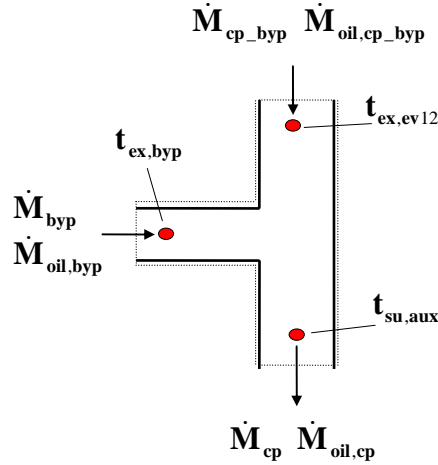 Ṁcp_byp Ṁoil,cp_byp
tex,ev12
tex,byp
Ṁbyp
Ṁoil,byp
tsu,aux
Ṁcp Ṁoil,cp